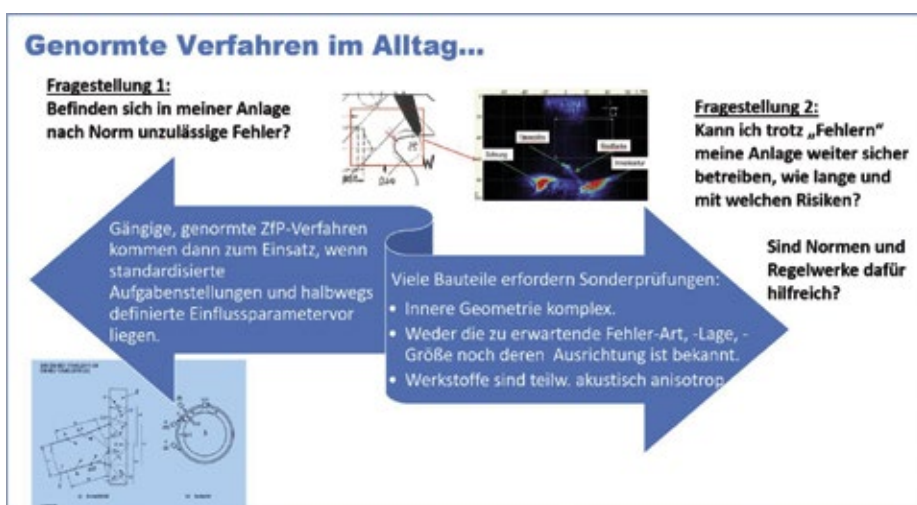 Genormte Verfahren im Alltag...
Fragestellung 1:
Befinden sich in meiner Anlage
nach Norm unzulässige Fehler?
Fragestellung 2:
Kann ich trotz „Fehlern“
meine Anlage weiter sicher
betreiben, wie lange und
mit welchen Risiken?
Sind Normen und
Regelwerke dafür
hilfreich?
Gängige, genormte ZfP-Verfahren
kommen dann zum Einsatz, wenn
standardisierte
Aufgabenstellungen und halbwegs
definierte Einflussparametervor
liegen.
Viele Bauteile erfordern Sonderprüfungen:
• Innere Geometrie komplex.
• Weder die zu erwartende Fehler-Art, -Lage, -
Größe noch deren Ausrichtung ist bekannt.
• Werkstoffe sind teilw. akustisch anisotrop